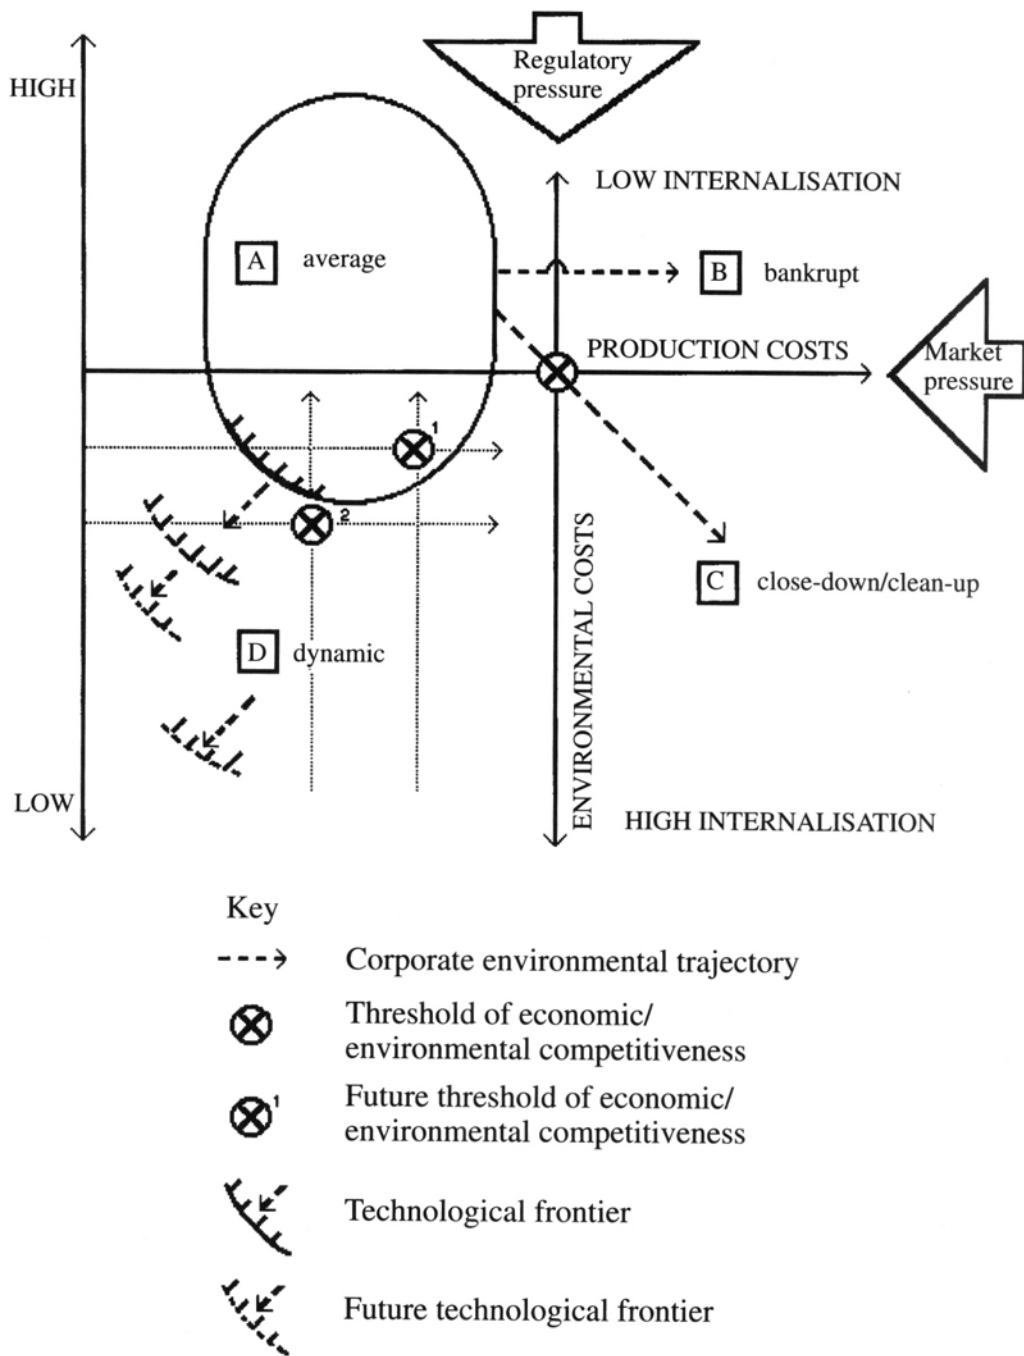 Regulatory
pressure
HIGH
LOW INTERNALISATION
A average
B bankrupt
PRODUCTION COSTS
Market
pressure
1
2
ENVIRONMENTAL COSTS
C close-down/clean-up
D dynamic
LOW
HIGH INTERNALISATION
Key
Corporate environmental trajectory
Threshold of economic/
environmental competitiveness
1
Future threshold of economic/
environmental competitiveness
Technological frontier
Future technological frontier